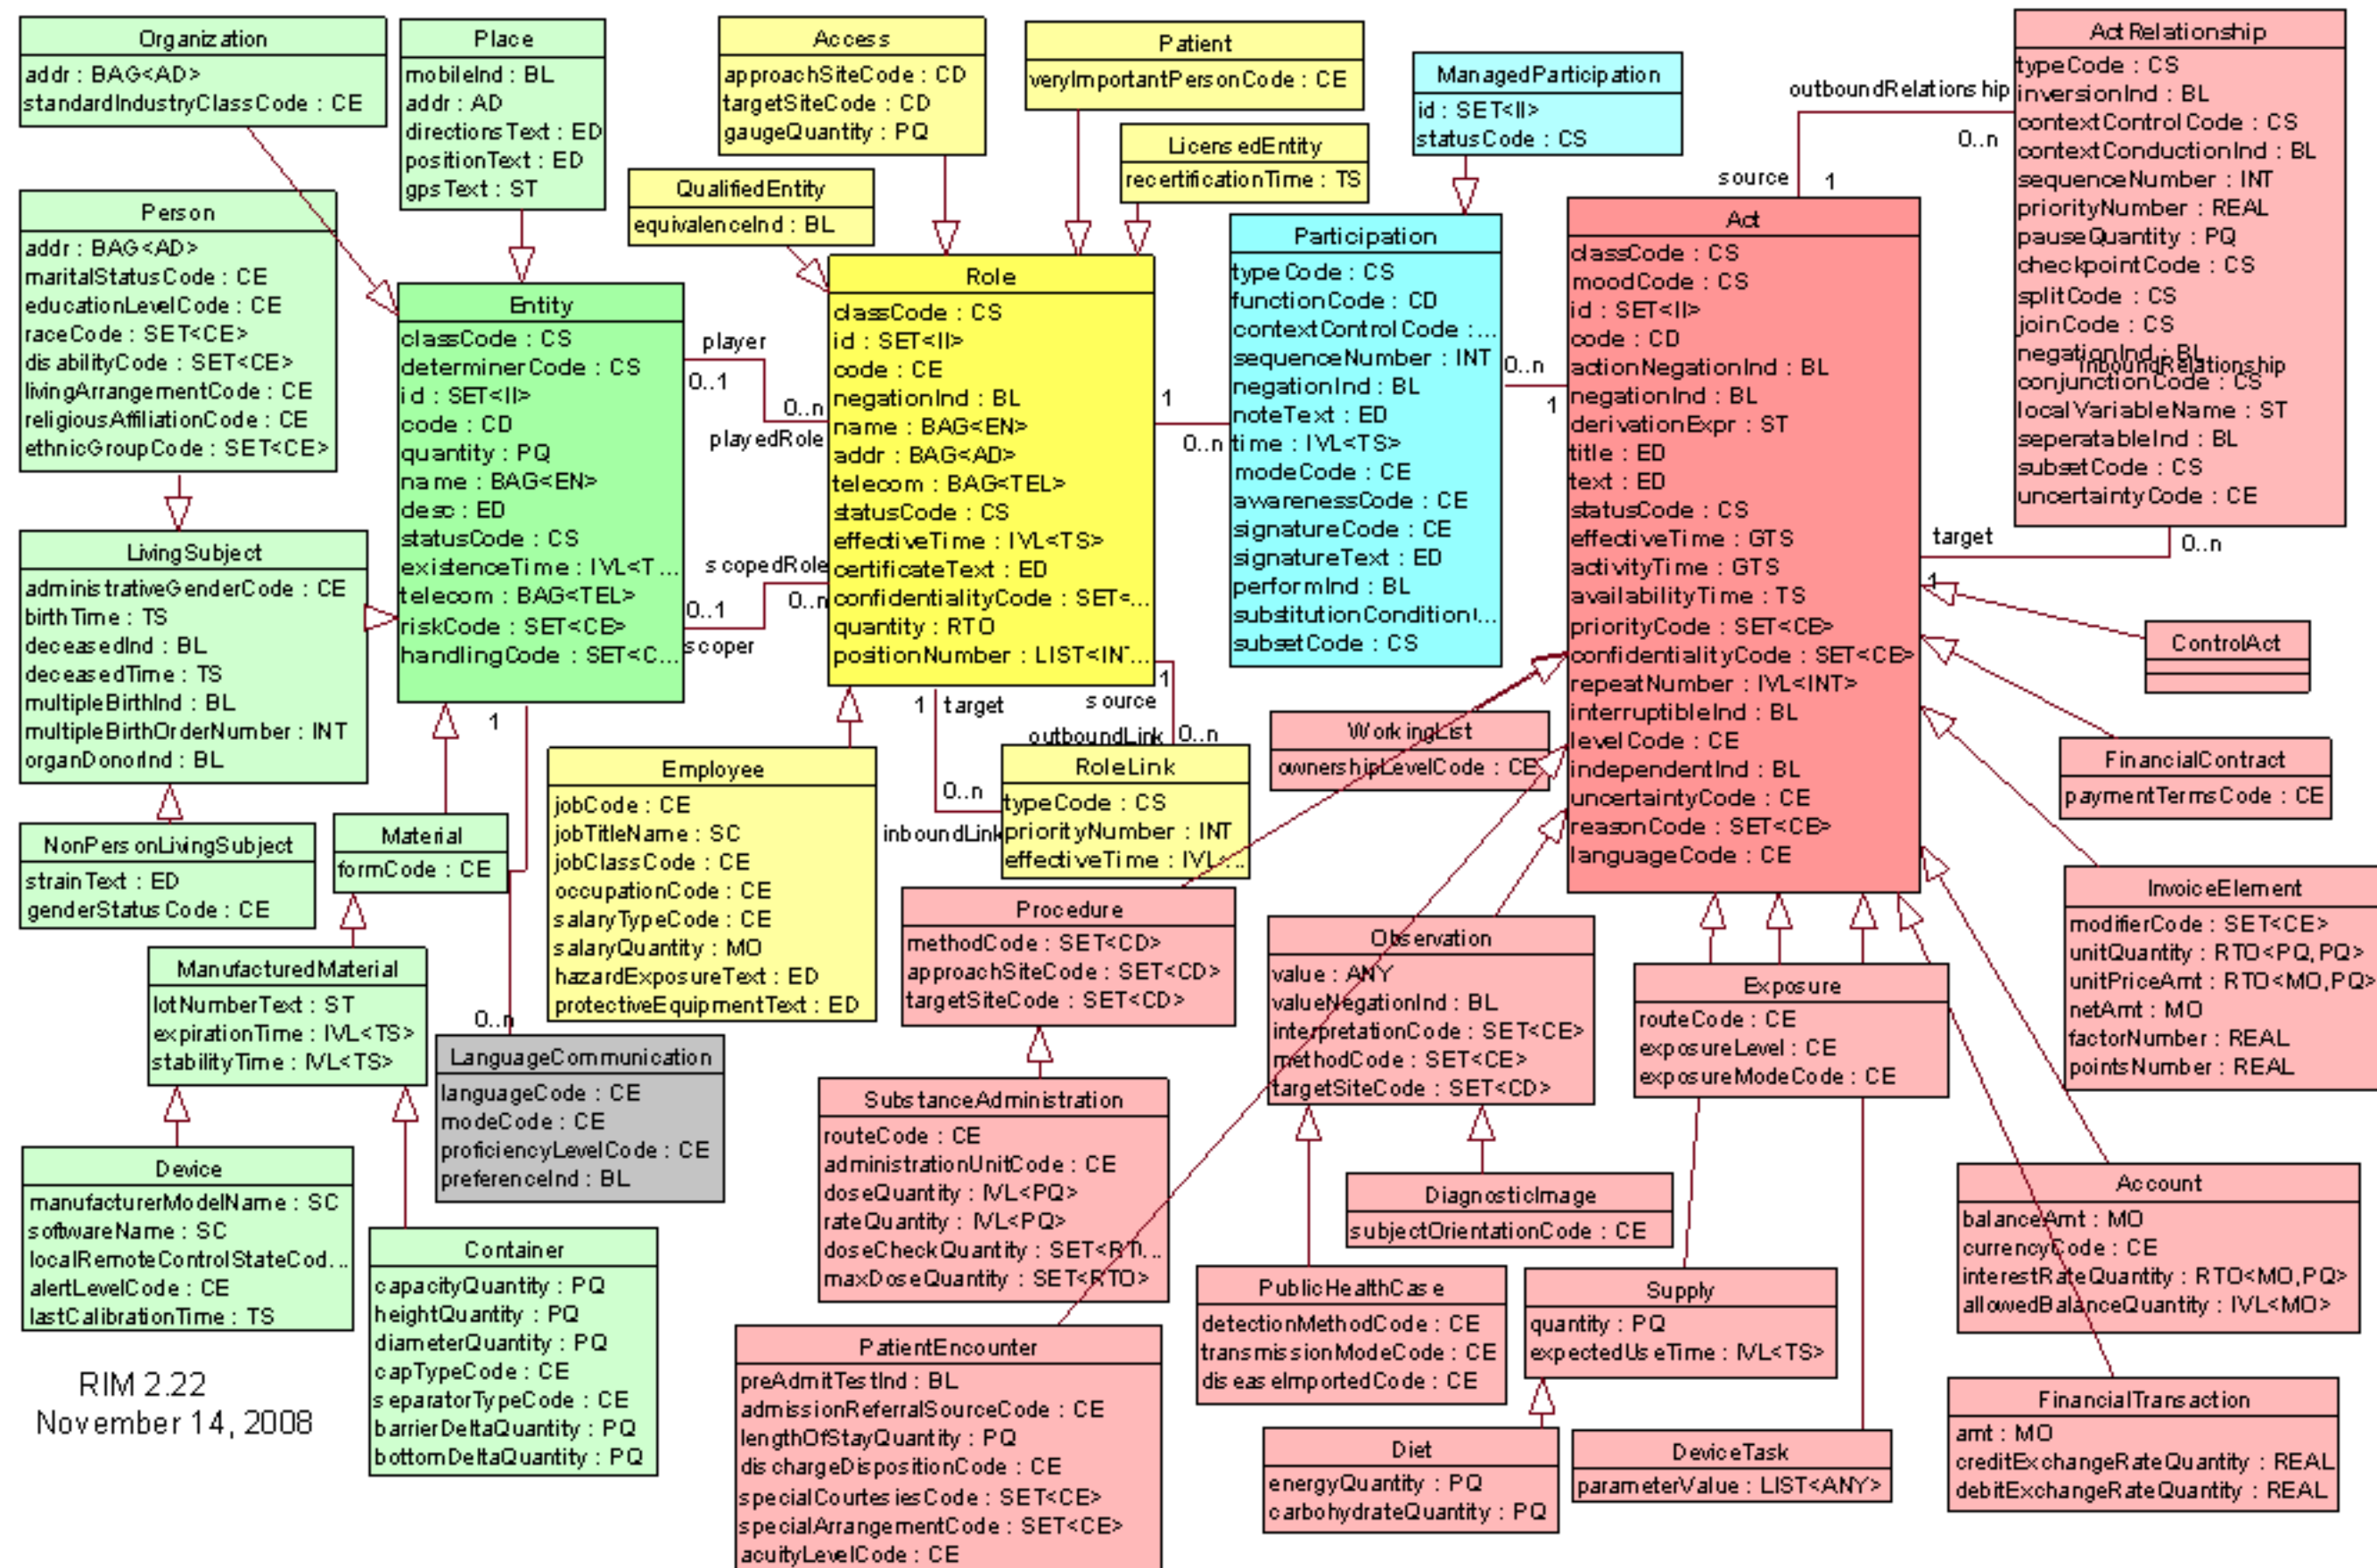 Organization
addr : BAG<AD>
standardIndustryClassCode : CE
Place
mobileInd : BL
addr : AD
directionsText : ED
positionText : ED
gpsText : ST
Access
approachSiteCode : CD
targetSiteCode : CD
gaugeQuantity : PQ
Patient
veryImportantPersonCode : CE
LicensedEntity
recertificationTime : TS
QualifiedEntity
equivalenceInd : BL
ManagedParticipation
id : SET<II>
statusCode : CS
ActRelationship
typeCode : CS
inversionInd : BL
contextControlCode : CS
contextConductionInd : BL
sequenceNumber : INT
priorityNumber : REAL
pauseQuantity : PQ
checkpointCode : CS
splitCode : CS
joinCode : CS
negationInd : BL
inboundRelationship
conjunctionCode : CS
localVariableName : ST
seperatableInd : BL
subsetCode : CS
uncertaintyCode : CE
outboundRelationship
0..n
source
1
target
0..n
1
Person
addr : BAG<AD>
maritalStatusCode : CE
educationLevelCode : CE
raceCode : SET<CE>
disabilityCode : SET<CE>
livingArrangementCode : CE
religiousAffiliationCode : CE
ethnicGroupCode : SET<CE>
Entity
classCode : CS
determinerCode : CS
id : SET<II>
code : CD
quantity : PQ
name : BAG<EN>
desc : ED
statusCode : CS
existenceTime : IVL<T...
telecom : BAG<TEL>
riskCode : SET<CE>
handlingCode : SET<C...
player
0..1
0..n
playedRole
scopedRole
0..n
0..1
scoper
Role
classCode : CS
id : SET<II>
code : CE
negationInd : BL
name : BAG<EN>
addr : BAG<AD>
telecom : BAG<TEL>
statusCode : CS
effectiveTime : IVL<TS>
certificateText : ED
confidentialityCode : SET<...
quantity : RTO
positionNumber : LIST<INT...
1
0..n
Participation
typeCode : CS
functionCode : CD
contextControlCode :...
sequenceNumber : INT
negationInd : BL
noteText : ED
time : IVL<TS>
modeCode : CE
awarenessCode : CE
signatureCode : CE
signatureText : ED
performInd : BL
substitutionCondition(...
subsetCode : CS
0..n
1
Act
classCode : CS
moodCode : CS
id : SET<II>
code : CD
actionNegationInd : BL
negationInd : BL
derivationExpr : ST
title : ED
text : ED
statusCode : CS
effectiveTime : GTS
activityTime : GTS
availabilityTime : TS
priorityCode : SET<CE>
confidentialityCode : SET<CE>
repeatNumber : IVL<INT>
interruptibleInd : BL
levelCode : CE
independentInd : BL
uncertaintyCode : CE
reasonCode : SET<CE>
languageCode : CE
LivingSubject
administrativeGenderCode : CE
birthTime : TS
deceasedInd : BL
deceasedTime : TS
multipleBirthInd : BL
multipleBirthOrderNumber : INT
organDonorInd : BL
NonPersonLivingSubject
strainText : ED
genderStatusCode : CE
Material
formCode : CE
1
0..n
Employee
jobCode : CE
jobTitleName : SC
jobClassCode : CE
occupationCode : CE
salaryTypeCode : CE
salaryQuantity : MO
hazardExposureText : ED
protectiveEquipmentText : ED
1
target
0..n
inboundLink
1
source
outboundLink
0..n
RoleLink
typeCode : CS
priorityNumber : INT
effectiveTime : IVL<...
WorkingList
ownershipLevelCode : CE
ControlAct
FinancialContract
paymentTermsCode : CE
InvoiceElement
modifierCode : SET<CE>
unitQuantity : RTO<PQ,PQ>
unitPriceAmt : RTO<MO,PQ>
netAmt : MO
factorNumber : REAL
pointsNumber : REAL
ManufacturedMaterial
lotNumberText : ST
expirationTime : IVL<TS>
stabilityTime : IVL<TS>
LanguageCommunication
languageCode : CE
modeCode : CE
proficiencyLevelCode : CE
preferenceInd : BL
Procedure
methodCode : SET<CD>
approachSiteCode : SET<CD>
targetSiteCode : SET<CD>
Observation
value : ANY
valueNegationInd : BL
interpretationCode : SET<CE>
methodCode : SET<CE>
targetSiteCode : SET<CD>
Exposure
routeCode : CE
exposureLevel : CE
exposureModeCode : CE
Device
manufacturerModelName : SC
softwareName : SC
localRemoteControlStateCod...
alertLevelCode : CE
lastCalibrationTime : TS
Container
capacityQuantity : PQ
heightQuantity : PQ
diameterQuantity : PQ
capTypeCode : CE
separatorTypeCode : CE
barrierDeltaQuantity : PQ
bottomDeltaQuantity : PQ
SubstanceAdministration
routeCode : CE
administrationUnitCode : CE
doseQuantity : IVL<PQ>
rateQuantity : IVL<PQ>
doseCheckQuantity : SET<RT...
maxDoseQuantity : SET<RTO>
DiagnosticImage
subjectOrientationCode : CE
PublicHealthCase
detectionMethodCode : CE
transmissionModeCode : CE
diseaseImportedCode : CE
Supply
quantity : PQ
expectedUseTime : IVL<TS>
Account
balanceAmt : MO
currencyCode : CE
interestRateQuantity : RTO<MO,PQ>
allowedBalanceQuantity : IVL<MO>
PatientEncounter
preAdmitTestInd : BL
admissionReferralSourceCode : CE
lengthOfStayQuantity : PQ
dischargeDispositionCode : CE
specialCourtesiesCode : SET<CE>
specialArrangementCode : SET<CE>
acuityLevelCode : CE
Diet
energyQuantity : PQ
carbohydrateQuantity : PQ
DeviceTask
parameterValue : LIST<ANY>
FinancialTransaction
amt : MO
creditExchangeRateQuantity : REAL
debitExchangeRateQuantity : REAL
RIM 2.22
November 14, 2008